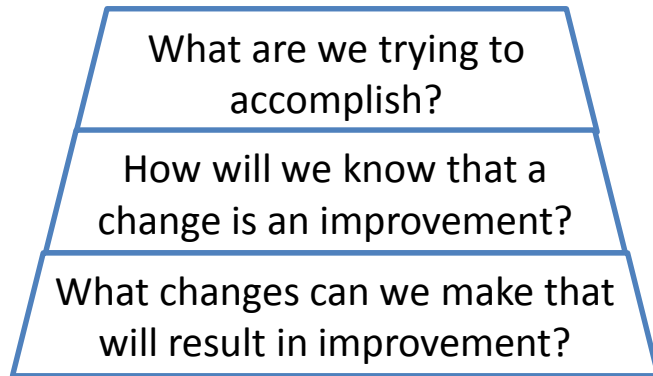 What are we trying to
accomplish?
How will we know that a
change is an improvement?
What changes can we make that
will result in improvement?